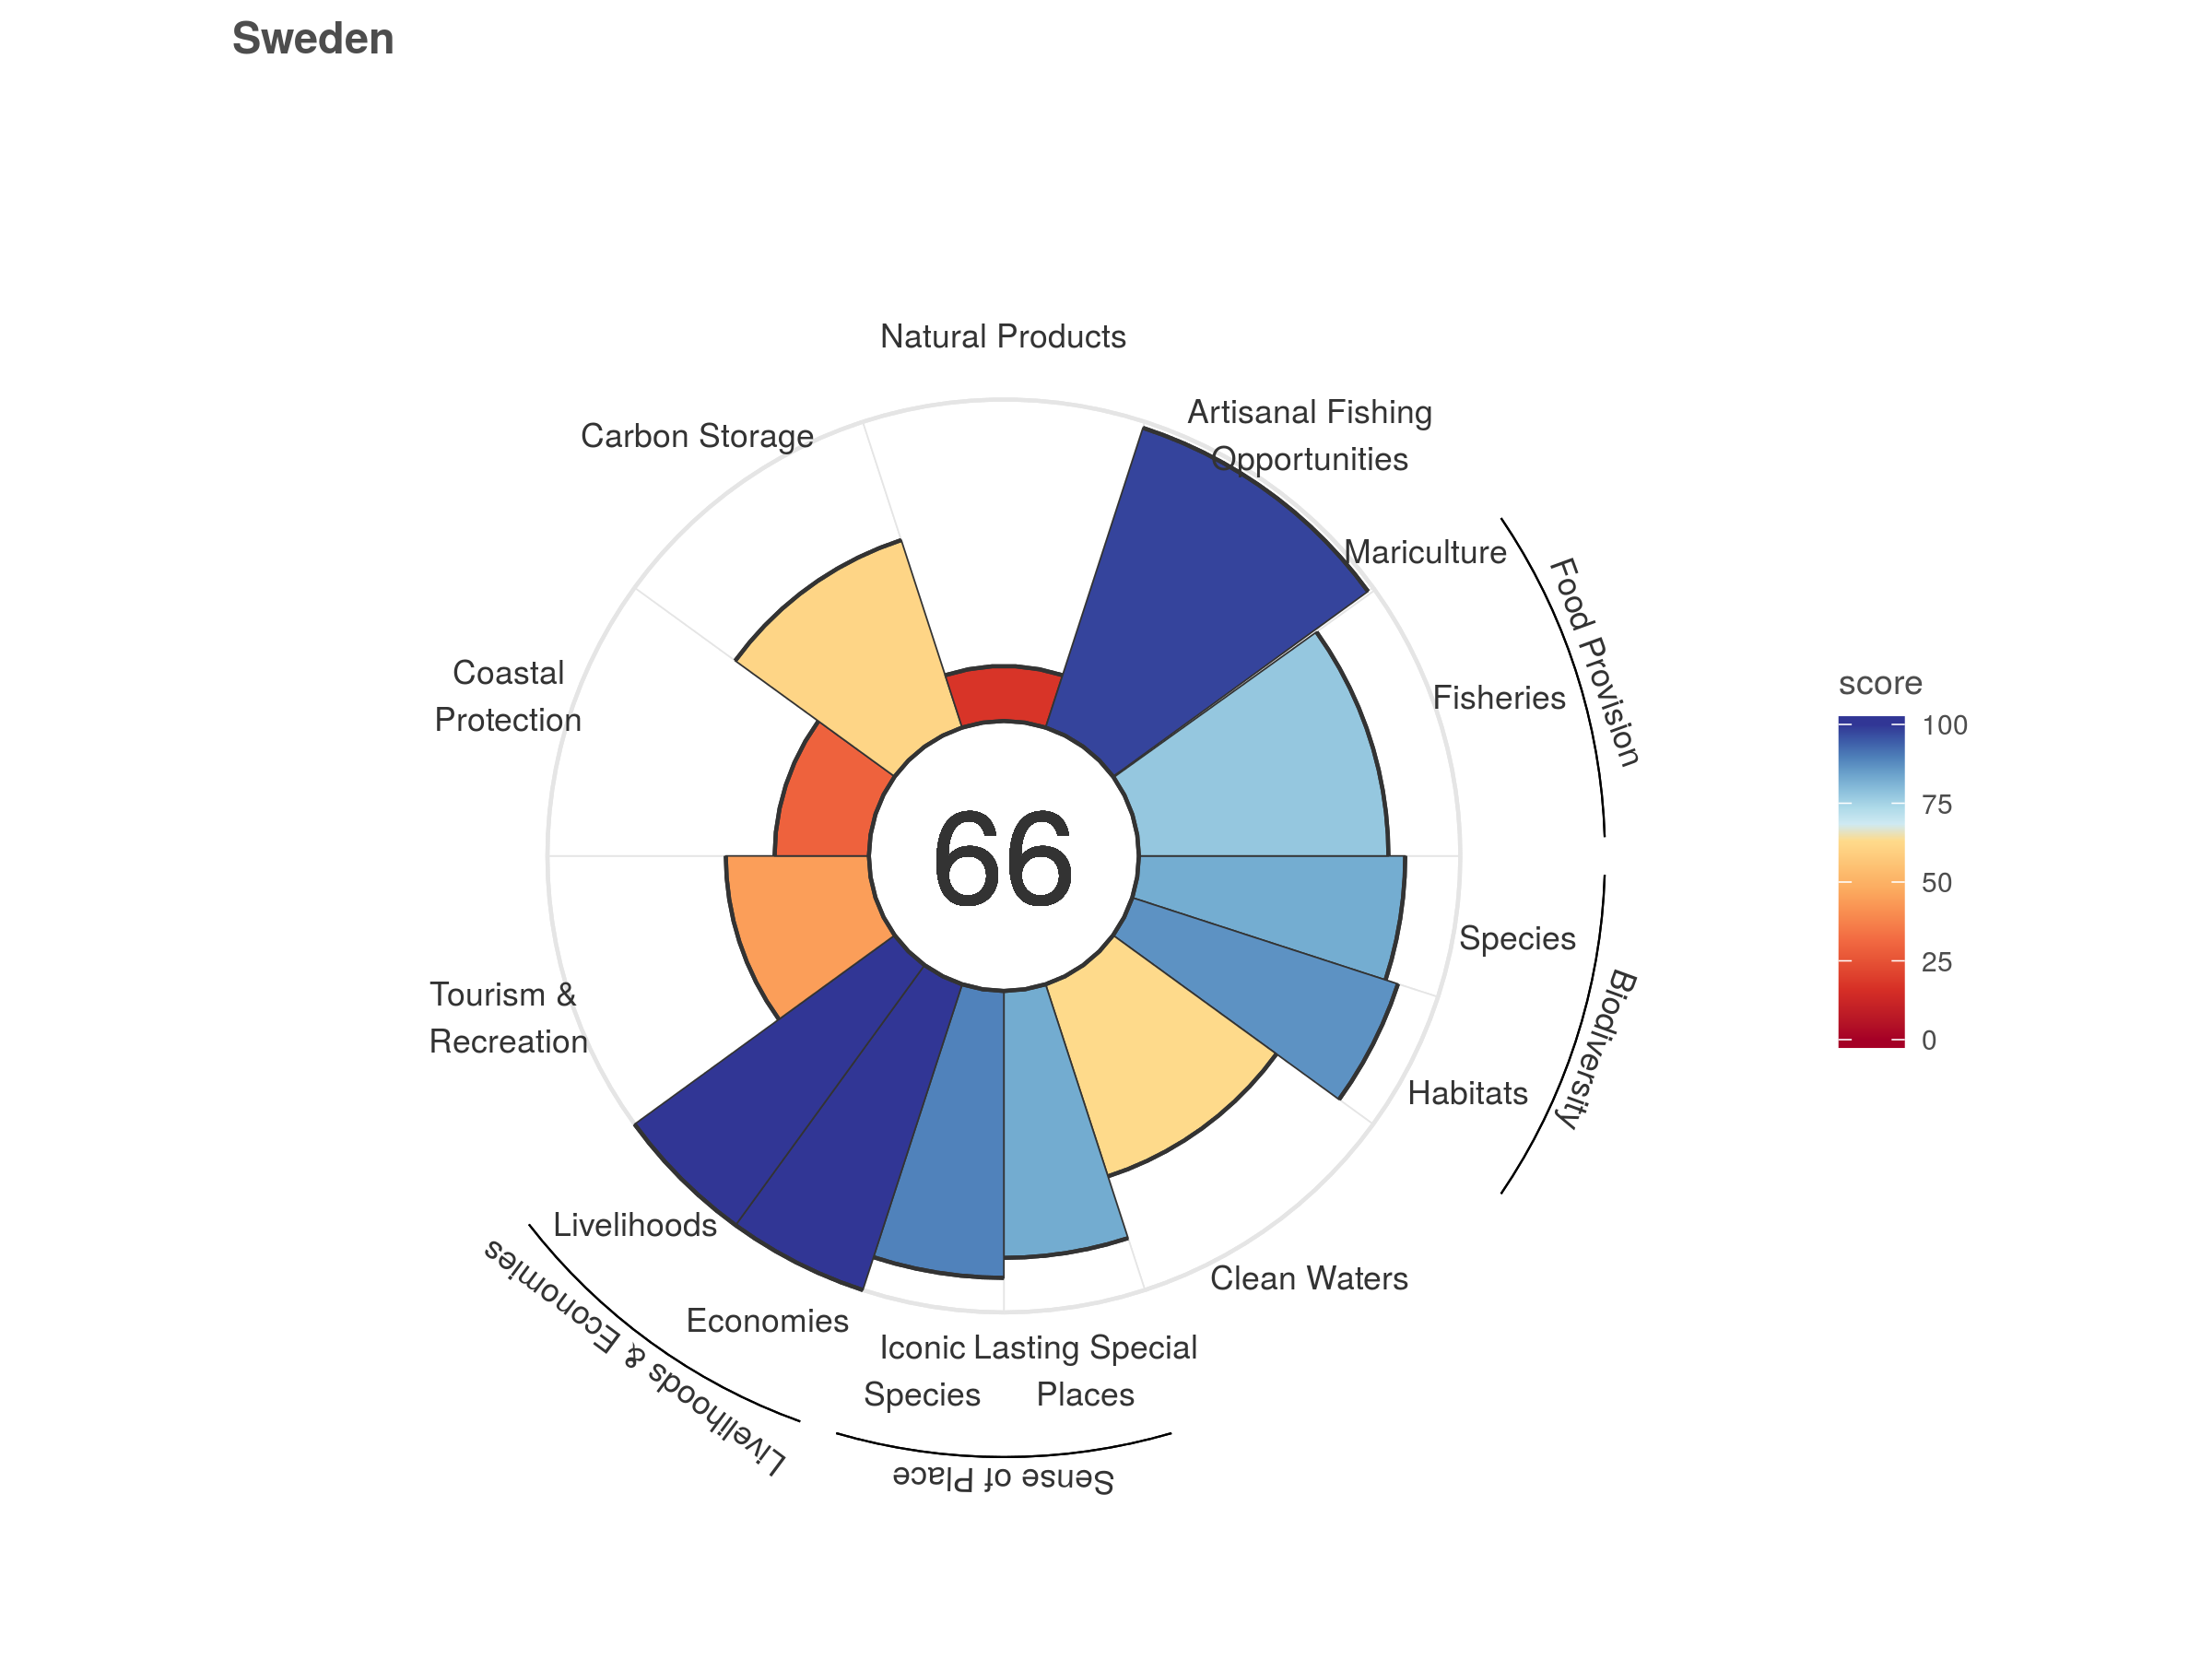 Sweden
Natural Products
Artisanal Fishing
Opportunities
Carbon Storage
Mariculture
Food Provision
Fisheries
Coastal
Protection
score
100
75
50
25
0
66
Species
Biodiversity
Habitats
Tourism &
Recreation
Livelihoods
Clean Waters
Economies
Livelihoods & Economies
Iconic
Species
Lasting Special
Places
Sense of Place